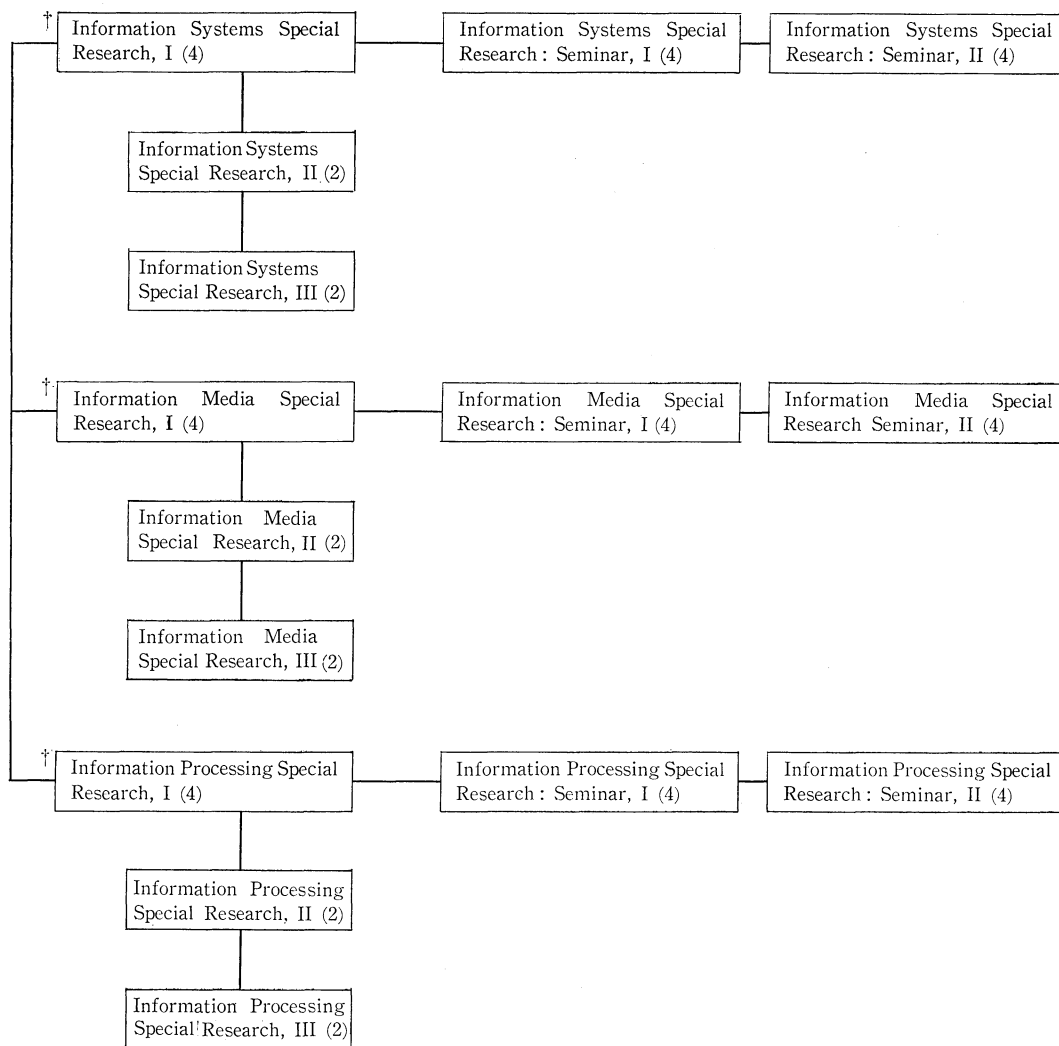 †
Information Systems Special
Research, I (4)
Information Systems Special
Research : Seminar, I (4)
Information Systems Special
Research : Seminar, II (4)
Information Systems
Special Research, II (2)
Information Systems
Special Research, III (2)
†
Information Media Special
Research, I (4)
Information Media Special
Research : Seminar, I (4)
Information Media Special
Research Seminar, II (4)
Information Media
Special Research, II (2)
Information Media
Special Research, III (2)
†
Information Processing Special
Research, I (4)
Information Processing Special
Research : Seminar, I (4)
Information Processing Special
Research : Seminar, II (4)
Information Processing
Special Research, II (2)
Information Processing
Special Research, III (2)